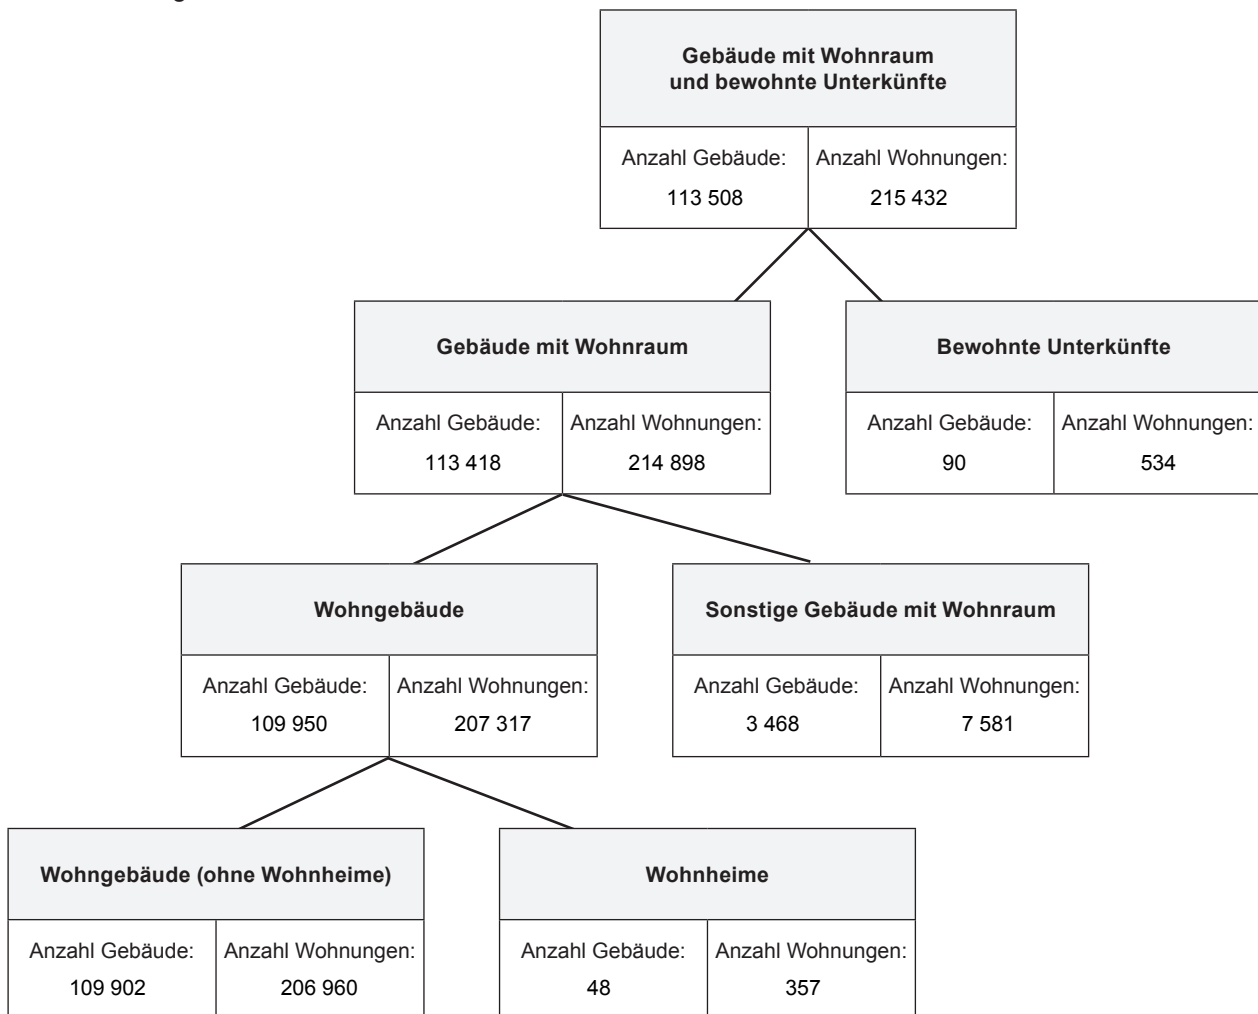 Gebäude mit Wohnraum
und bewohnte Unterkünfte
Anzahl Gebäude: Anzahl Wohnungen:
113 508 215 432
Gebäude mit Wohnraum Bewohnte Unterkünfte
Anzahl Gebäude: Anzahl Wohnungen: Anzahl Gebäude: Anzahl Wohnungen:
113 418 214 898 90 534
Wohngebäude Sonstige Gebäude mit Wohnraum
Anzahl Gebäude: Anzahl Wohnungen: Anzahl Gebäude: Anzahl Wohnungen:
109 950 207 317 3 468 7 581
Wohngebäude (ohne Wohnheime) Wohnheime
Anzahl Gebäude: Anzahl Wohnungen: Anzahl Gebäude: Anzahl Wohnungen:
109 902 206 960 48 357